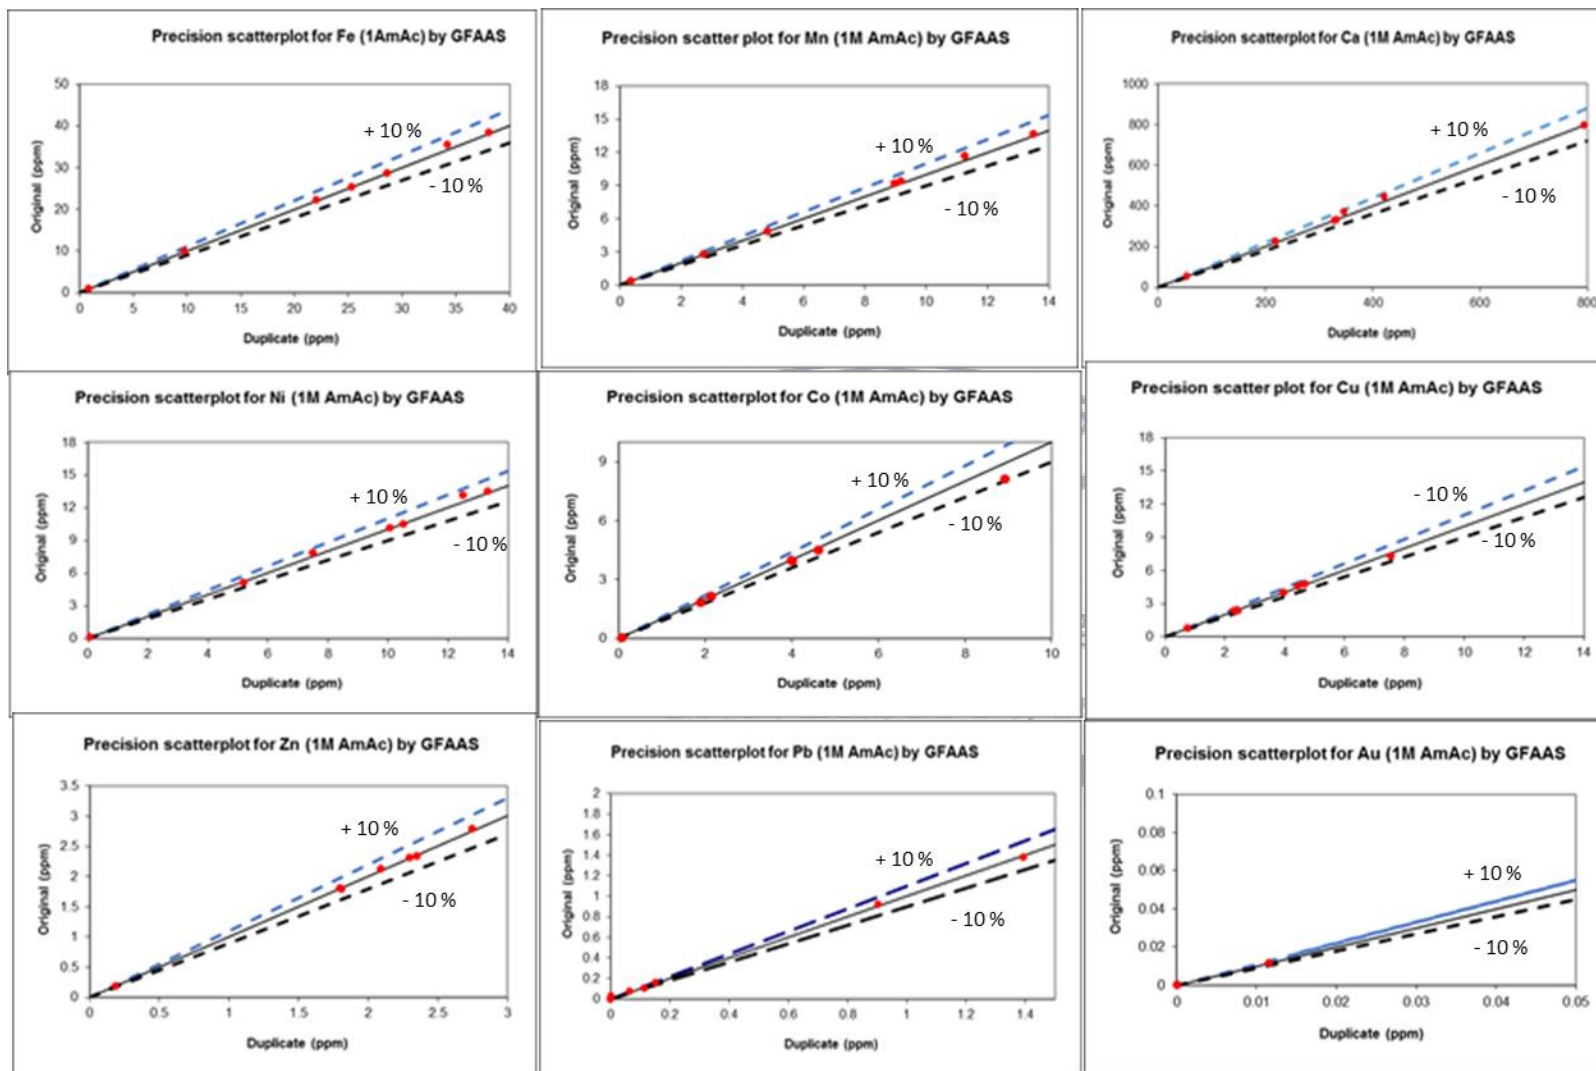 Precision scatterplot for Fe (1AmAc) by GFAAS
50
40
30
20
10
0
Original (ppm)
+ 10 %
- 10 %
0 5 10 15 20 25 30 35 40
Duplicate (ppm)
Precision scatter plot for Mn (1M AmAc) by GFAAS
18
15
12
9
6
3
0
Original (ppm)
+ 10 %
- 10 %
0 2 4 6 8 10 12 14
Duplicate (ppm)
Precision scatterplot for Ca (1M AmAc) by GFAAS
1000
800
600
400
200
0
Original (ppm)
+ 10 %
- 10 %
0 200 400 600 800
Duplicate (ppm)
Precision scatterplot for Ni (1M AmAc) by GFAAS
18
15
12
9
6
3
0
Original (ppm)
+ 10 %
- 10 %
0 2 4 6 8 10 12 14
Duplicate (ppm)
Precision scatterplot for Co (1M AmAc) by GFAAS
9
6
3
0
Original (ppm)
+ 10 %
- 10 %
0 2 4 6 8 10
Duplicate (ppm)
Precision scatter plot for Cu (1M AmAc) by GFAAS
18
15
12
9
6
3
0
Original (ppm)
- 10 %
- 10 %
0 2 4 6 8 10 12 14
Duplicate (ppm)
Precision scatterplot for Zn (1M AmAc) by GFAAS
3.5
3
2.5
2
1.5
1
0.5
0
Original (ppm)
+ 10 %
- 10 %
0 0.5 1 1.5 2 2.5 3
Duplicate (ppm)
Precision scatterplot for Pb (1M AmAc) by GFAAS
2
1.8
1.6
1.4
1.2
1
0.8
0.6
0.4
0.2
0
Original (ppm)
+ 10 %
- 10 %
0 0.2 0.4 0.6 0.8 1 1.2 1.4
Duplicate (ppm)
Precision scatterplot for Au (1M AmAc) by GFAAS
0.1
0.08
0.06
0.04
0.02
0
Original (ppm)
+ 10 %
- 10 %
0 0.01 0.02 0.03 0.04 0.05
Duplicate (ppm)